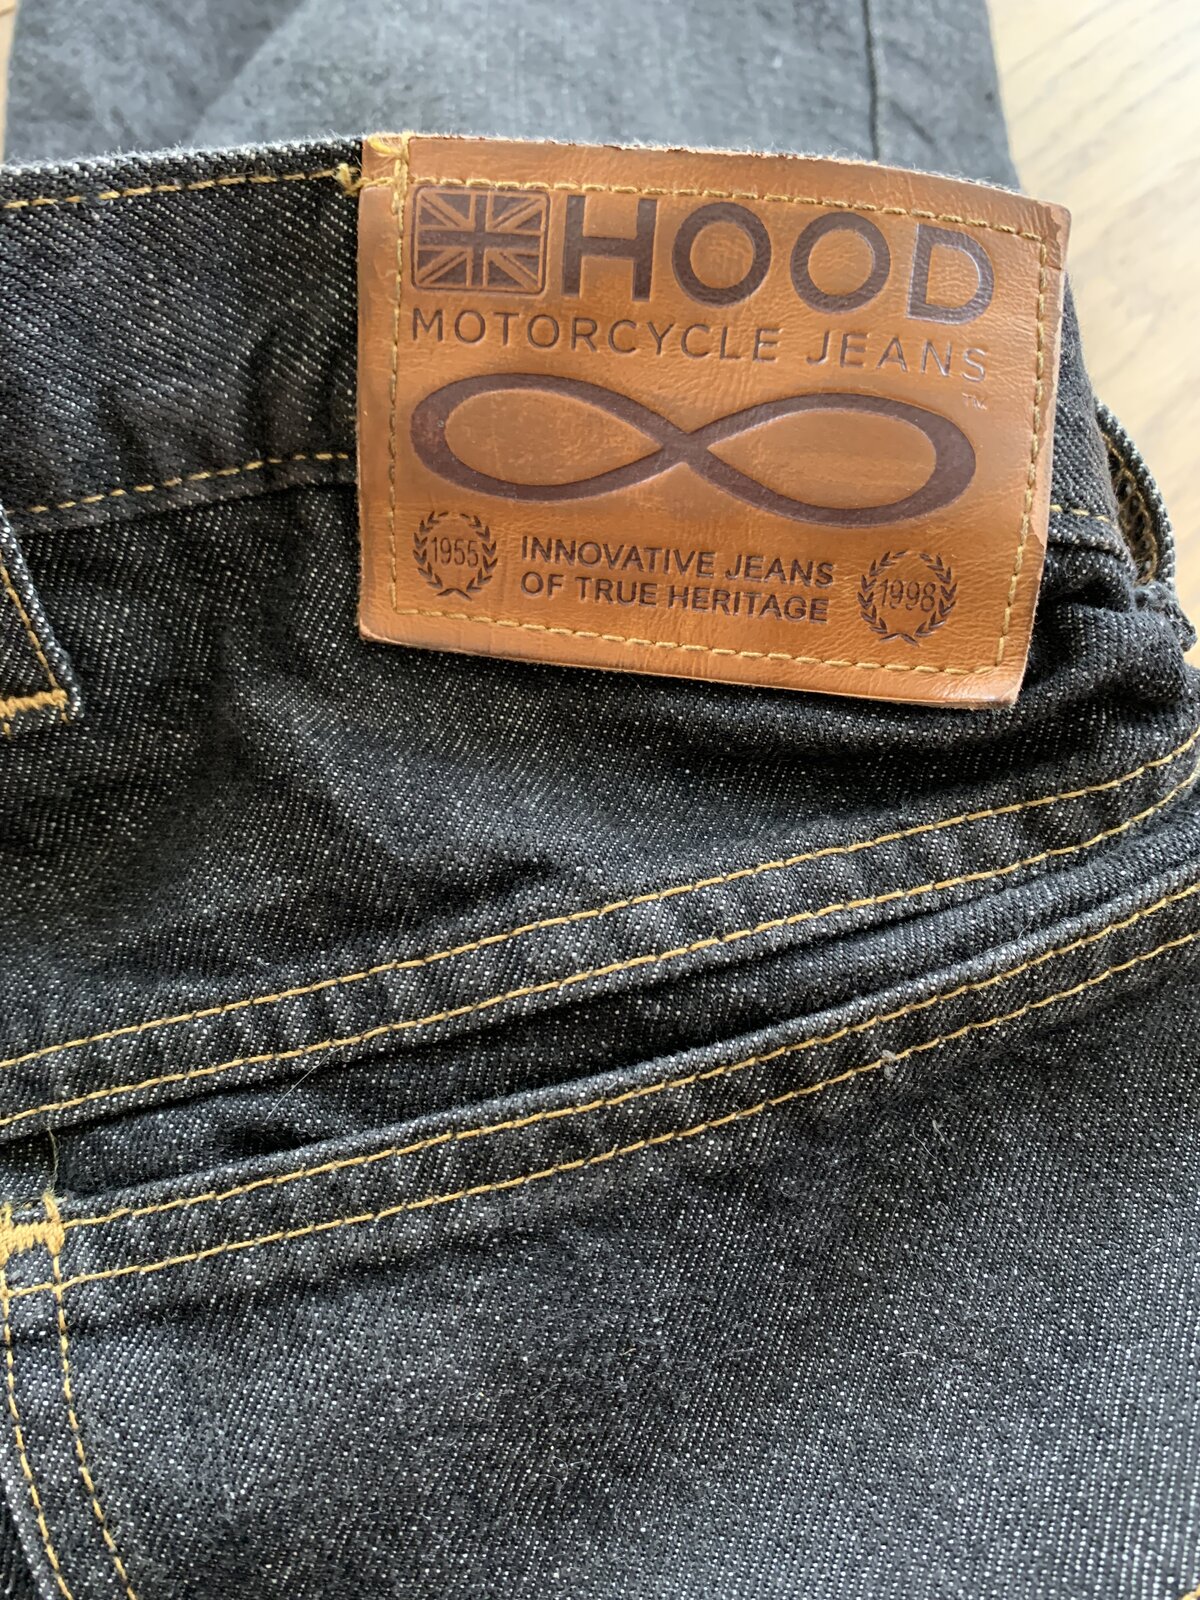 HOOD
MOTORCYCLE JEANS
TM
1955
INNOVATIVE JEANS
OF TRUE HERITAGE
1998